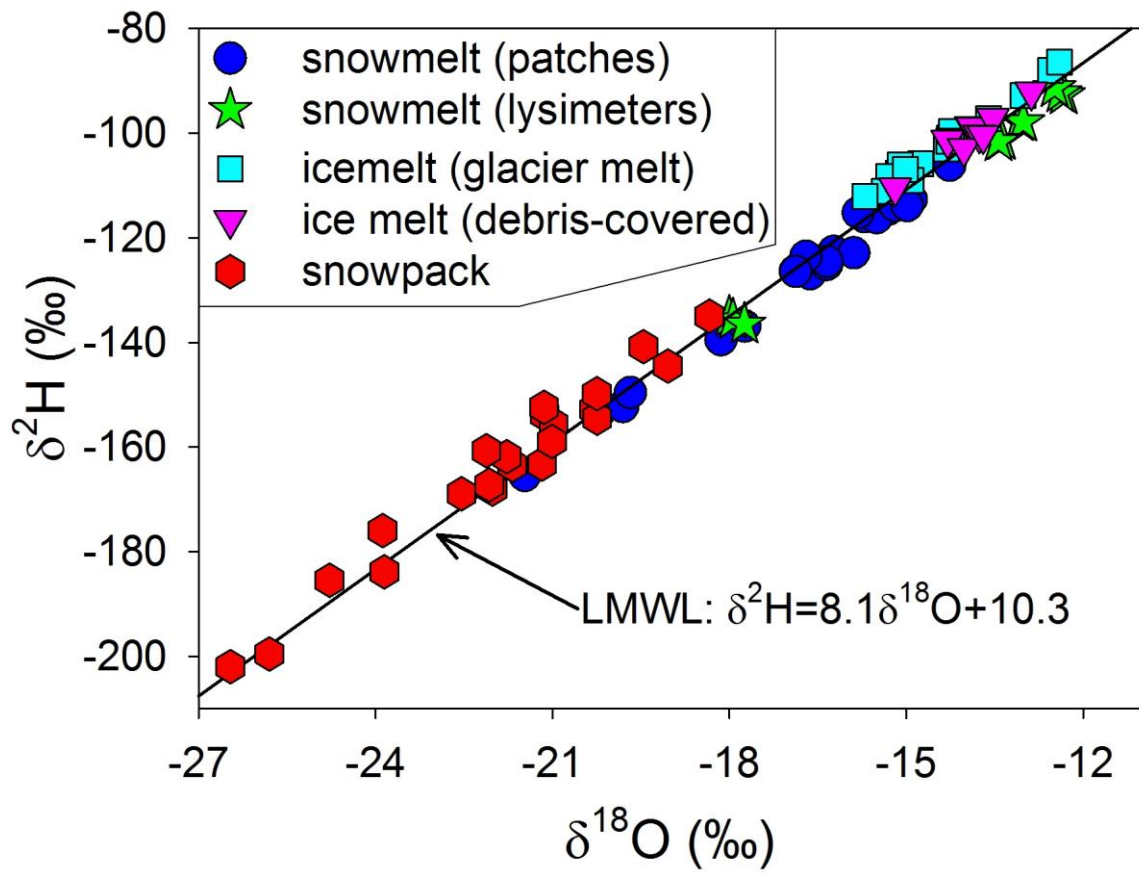 -80
-100
-120
-140
-160
-180
-200
δ²H (‰)
snowmelt (patches)
snowmelt (lysimeters)
icemelt (glacier melt)
ice melt (debris-covered)
snowpack
LMWL: δ²H=8.1δ¹⁸O+10.3
-27 -24 -21 -18 -15 -12
δ¹⁸O (‰)